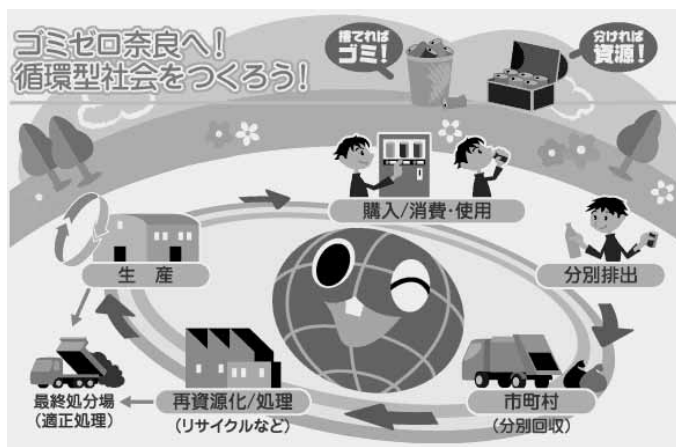 ゴミゼロ奈良へ!
循環型社会をつくろう!
捨てれば
ゴミ!
分ければ
資源!
購入/消費・使用
生産
分別排出
最終処分場
(適正処理)
再資源化/処理
(リサイクルなど)
市町村
(分別回収)